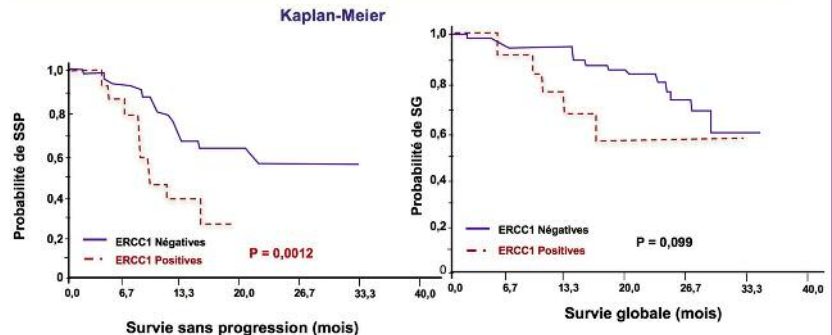 Kaplan-Meier
Probabilité de SSP
1,0
0,8
0,6
0,4
0,2
0
0,0
6,7
13,3
20,0
26,7
33,3
40,0
ERCC1 Négatives
ERCC1 Positives
P = 0,0012
Survie sans progression (mois)
Probabilité de SG
1,0
0,8
0,6
0,4
0,2
0
0,0
6,7
13,3
20,0
26,7
33,3
40,0
ERCC1 Négatives
ERCC1 Positives
P = 0,099
Survie globale (mois)